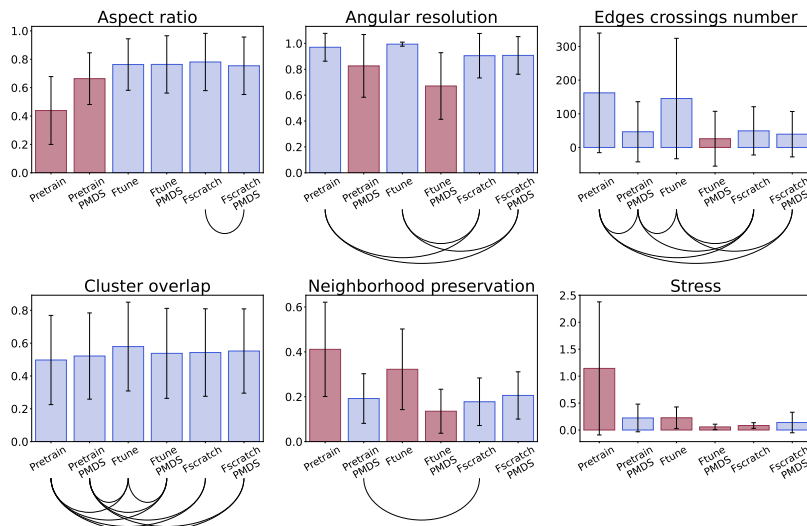 Aspect ratio
1.0
0.8
0.6
0.4
0.2
0.0
Pretrain
Pretrain
PMDS
Ftune
Ftune
PMDS
Fscratch
Fscratch
PMDS
Angular resolution
1.0
0.8
0.6
0.4
0.2
0.0
Pretrain
Pretrain
PMDS
Ftune
Ftune
PMDS
Fscratch
Fscratch
PMDS
Edges crossings number
300
200
100
0
Pretrain
Pretrain
PMDS
Ftune
Ftune
PMDS
Fscratch
Fscratch
PMDS
Cluster overlap
0.8
0.6
0.4
0.2
0.0
Pretrain
Pretrain
PMDS
Ftune
Ftune
PMDS
Fscratch
Fscratch
PMDS
Neighborhood preservation
0.6
0.4
0.2
0.0
Pretrain
Pretrain
PMDS
Ftune
Ftune
PMDS
Fscratch
Fscratch
PMDS
Stress
2.5
2.0
1.5
1.0
0.5
0.0
Pretrain
Pretrain
PMDS
Ftune
Ftune
PMDS
Fscratch
Fscratch
PMDS